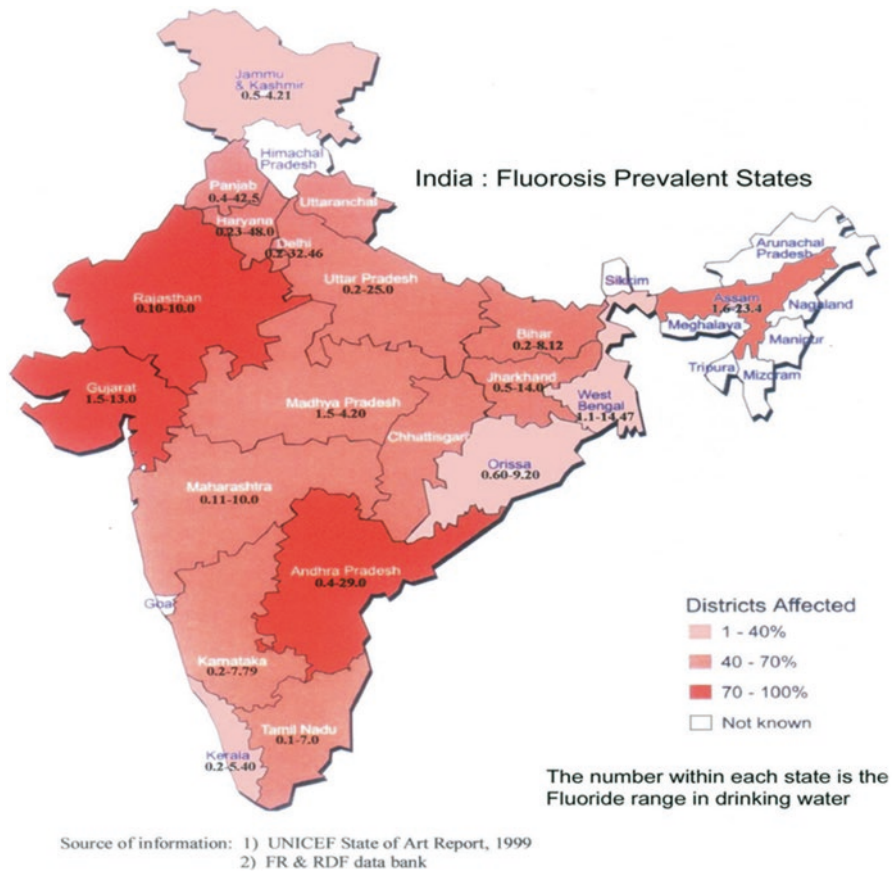 Jammu
& Kashmir
0.5-4.21
Himachal
Pradesh
India : Fluorosis Prevalent States
Panjab
0.4-42.5
Uttaranchal
Haryana
0.23-48.0
Delhi
0.2-32.46
Arunachal
Pradesh
Sikkim
Uttar Pradesh
0.2-25.0
Rajasthan
0.10-10.0
Assam
1.6-23.4
Nagaland
Meghalaya
Bihar
0.2-8.12
Manipur
Tripura
Mizoram
Jharkhand
0.5-14.0
Gujarat
1.5-13.0
Madhya Pradesh
1.5-4.20
West
Bengal
1.1-14.47
Chhattisgarh
Orissa
0.60-9.20
Maharashtra
0.11-10.0
Andhra Pradesh
0.4-29.0
Goa
Districts Affected
1 - 40%
40 - 70%
70 - 100%
Not known
Karnataka
0.2-7.79
Tamil Nadu
0.1-7.0
Kerala
0.2-5.40
The number within each state is the
Fluoride range in drinking water
Source of information: 1) UNICEF State of Art Report, 1999
2) FR & RDF data bank